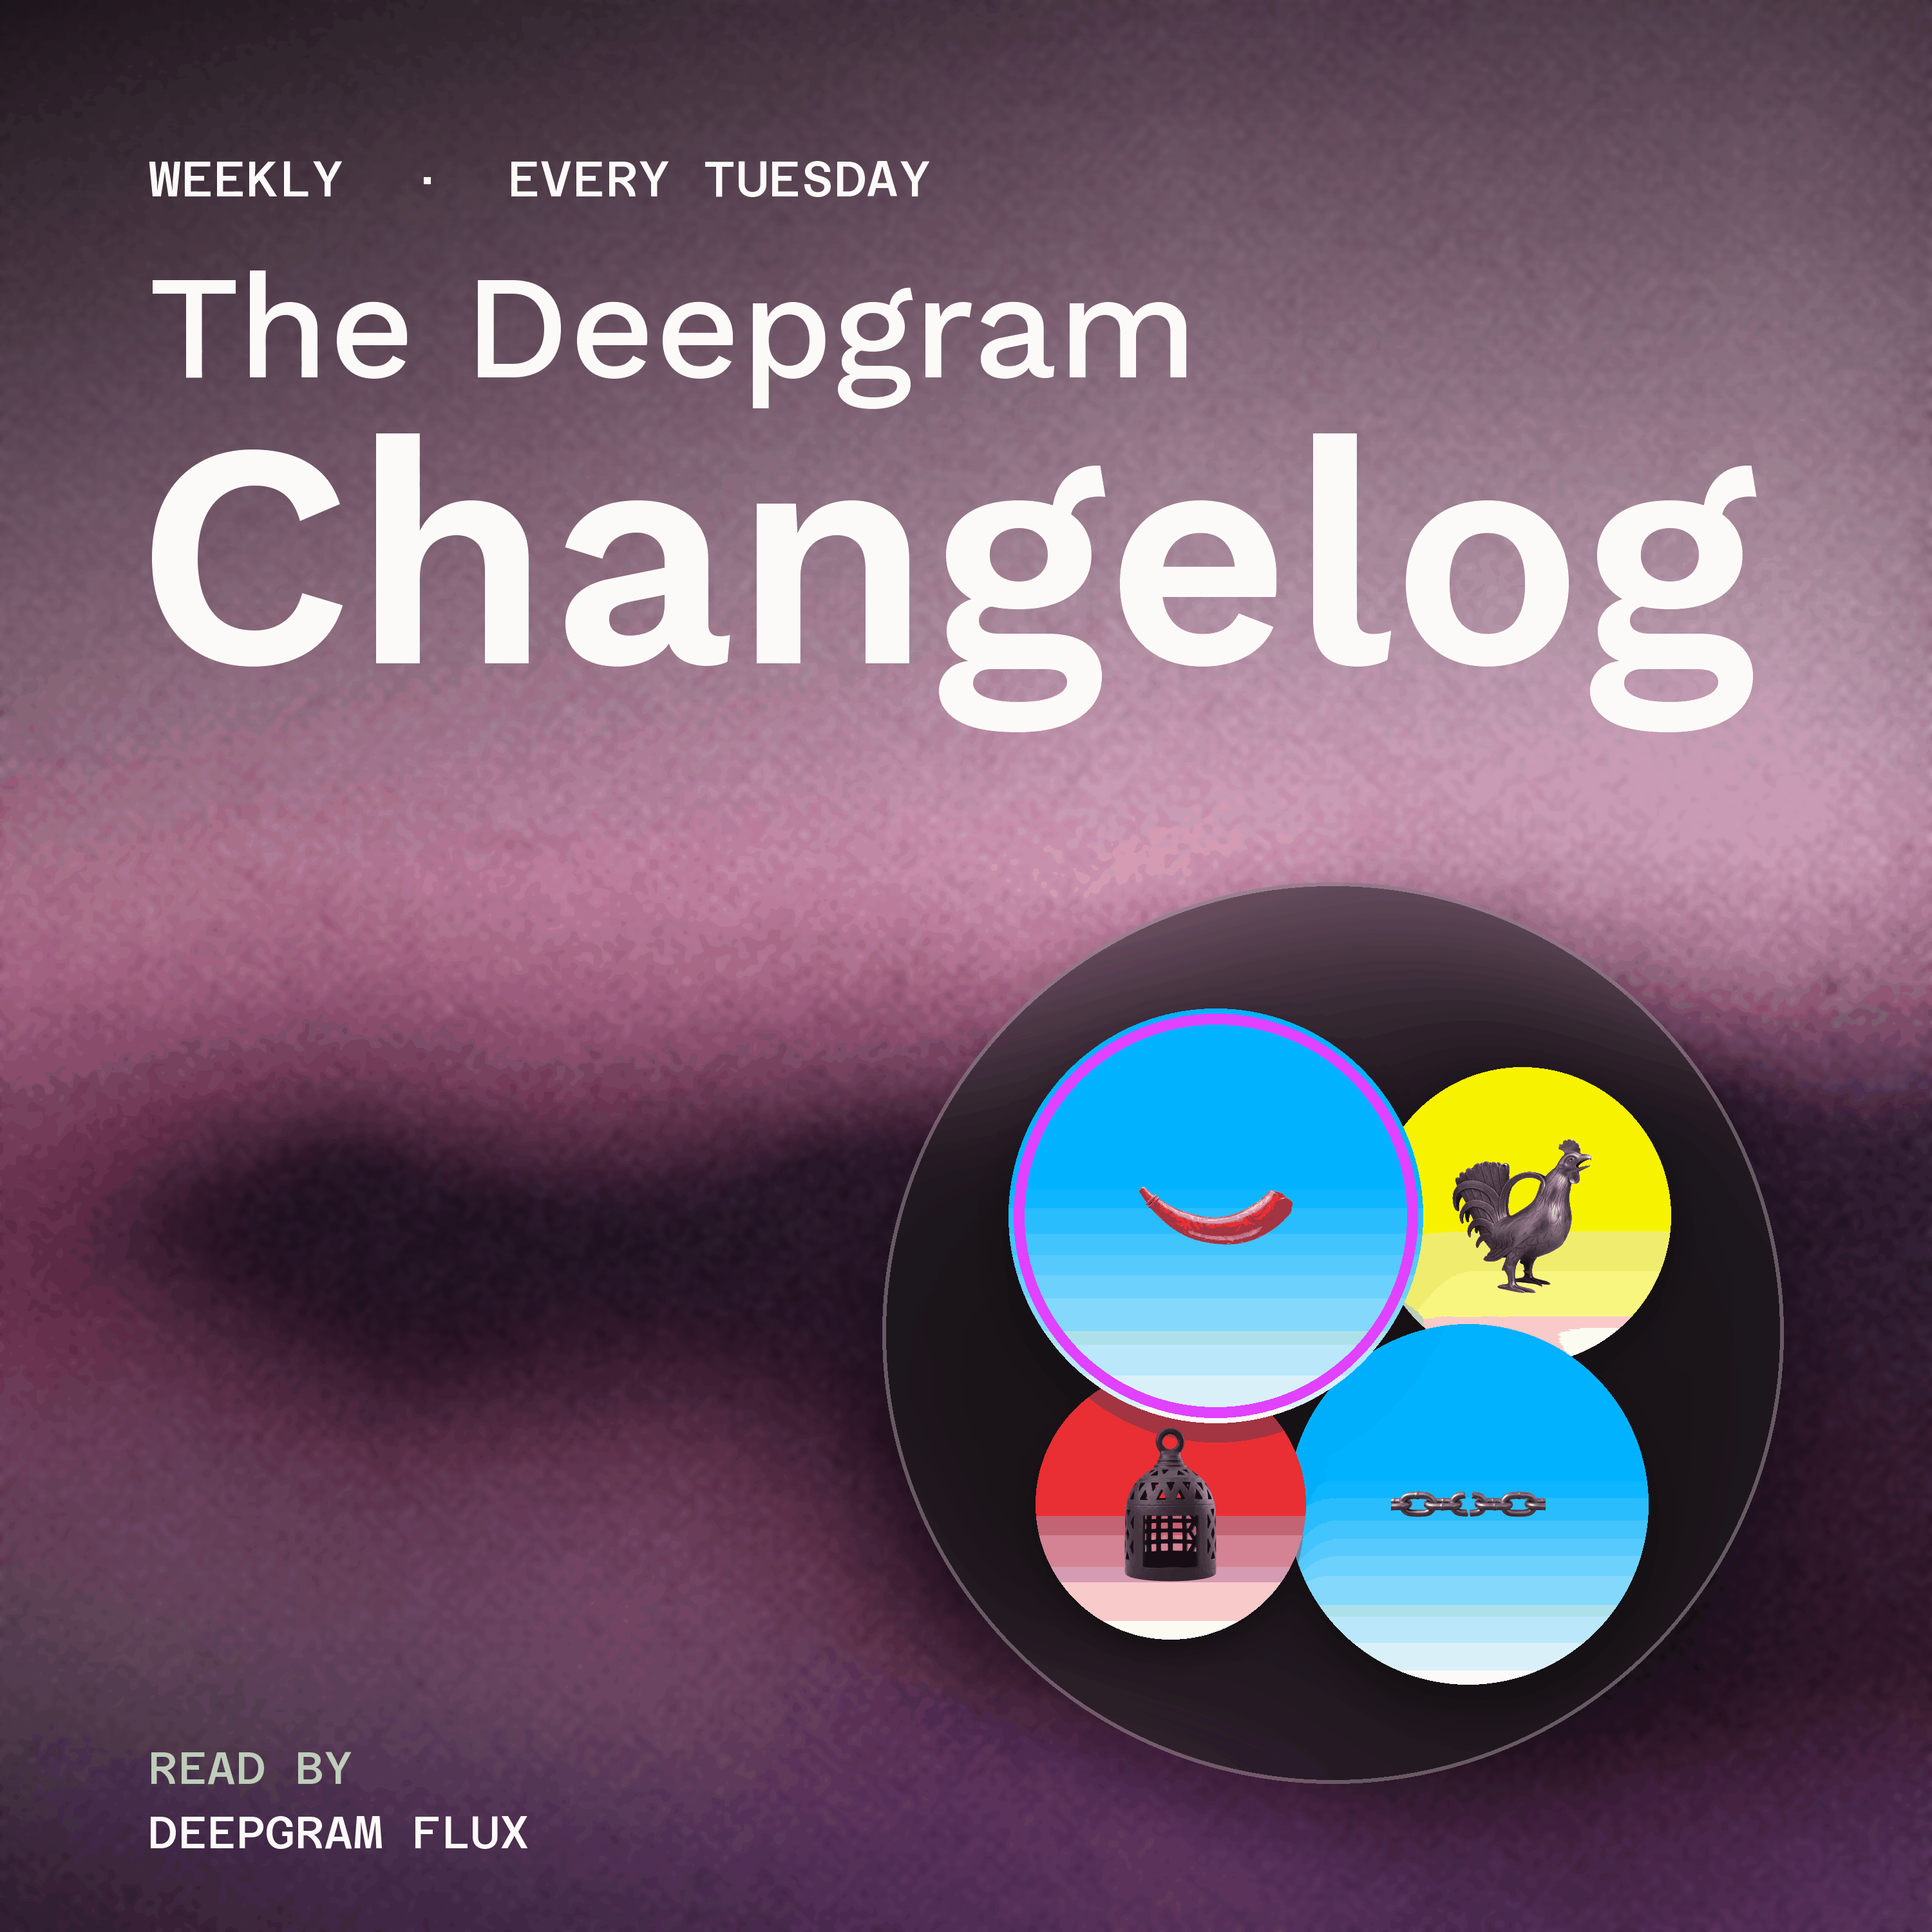 WEEKLY · EVERY TUESDAY
The Deepgram
Changelog
READ BY
DEEPGRAM FLUX